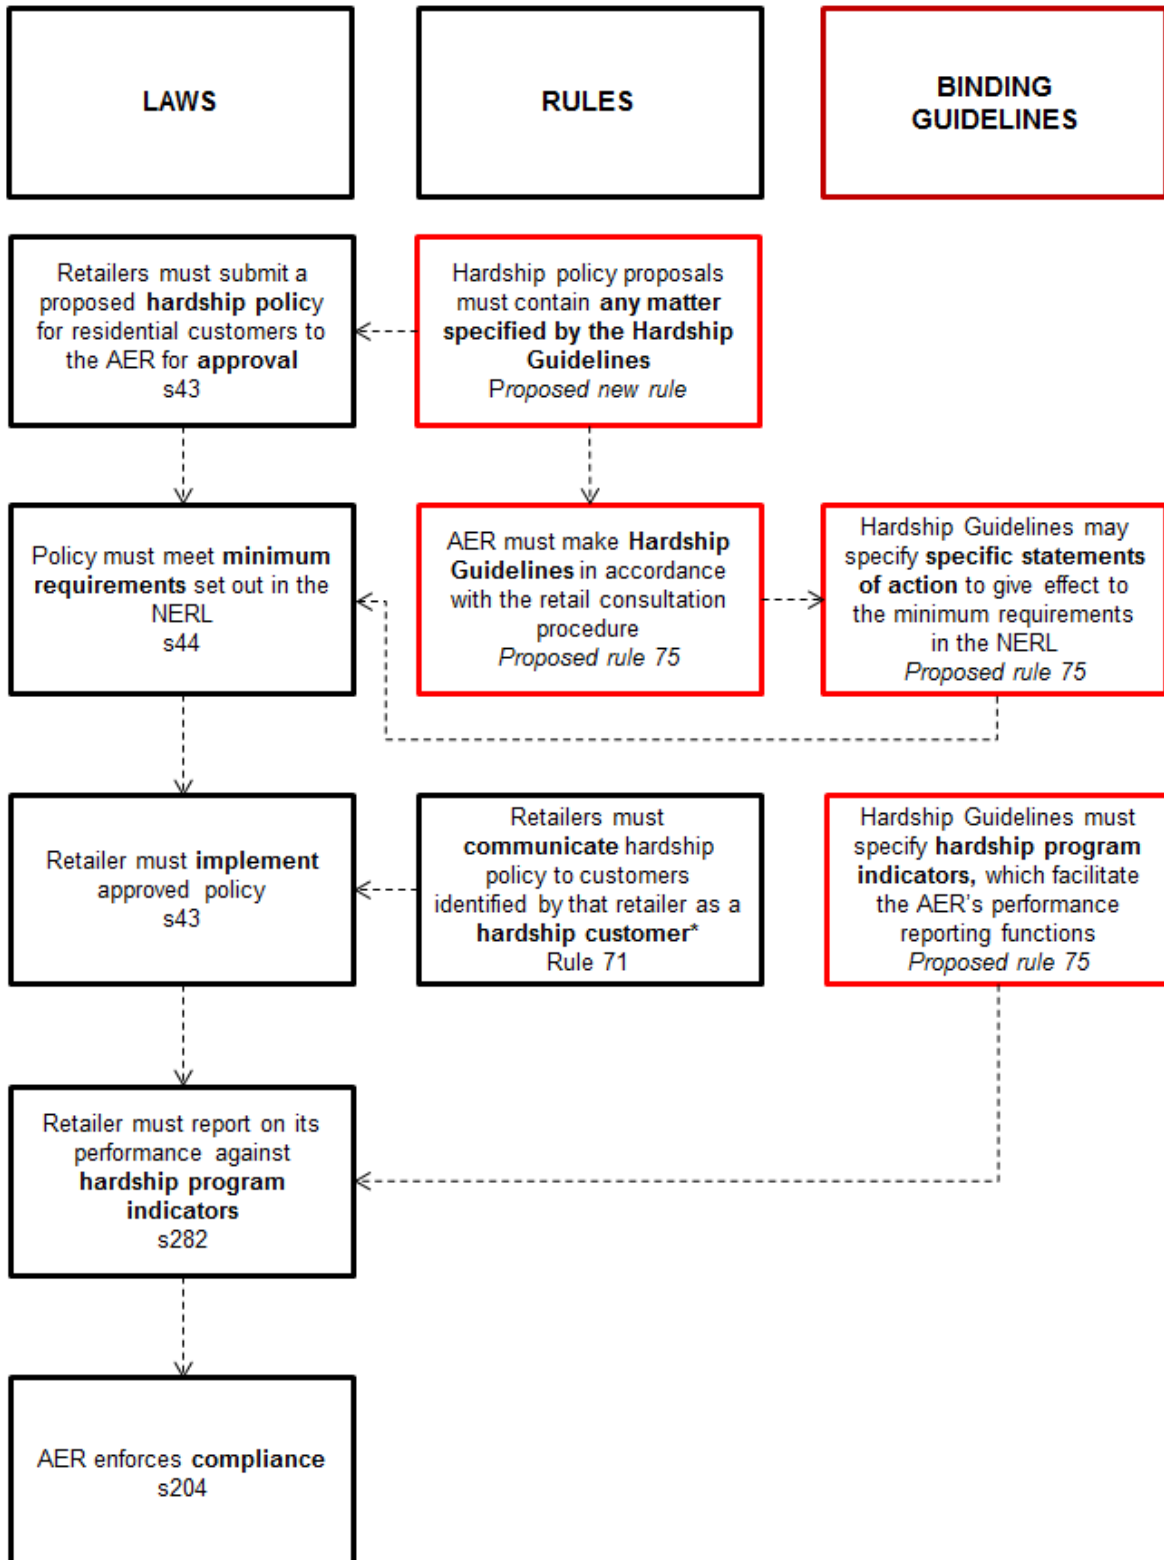 LAWS
RULES
BINDING
GUIDELINES
Retailers must submit a
proposed hardship policy
for residential customers to
the AER for approval
s43
Hardship policy proposals
must contain any matter
specified by the Hardship
Guidelines
Proposed new rule
Policy must meet minimum
requirements set out in the
NERL
s44
AER must make Hardship
Guidelines in accordance
with the retail consultation
procedure
Proposed rule 75
Hardship Guidelines may
specify specific statements
of action to give effect to
the minimum requirements
in the NERL
Proposed rule 75
Retailer must implement
approved policy
s43
Retailers must
communicate hardship
policy to customers
identified by that retailer as a
hardship customer*
Rule 71
Hardship Guidelines must
specify hardship program
indicators, which facilitate
the AER's performance
reporting functions
Proposed rule 75
Retailer must report on its
performance against
hardship program
indicators
s282
AER enforces compliance
s204